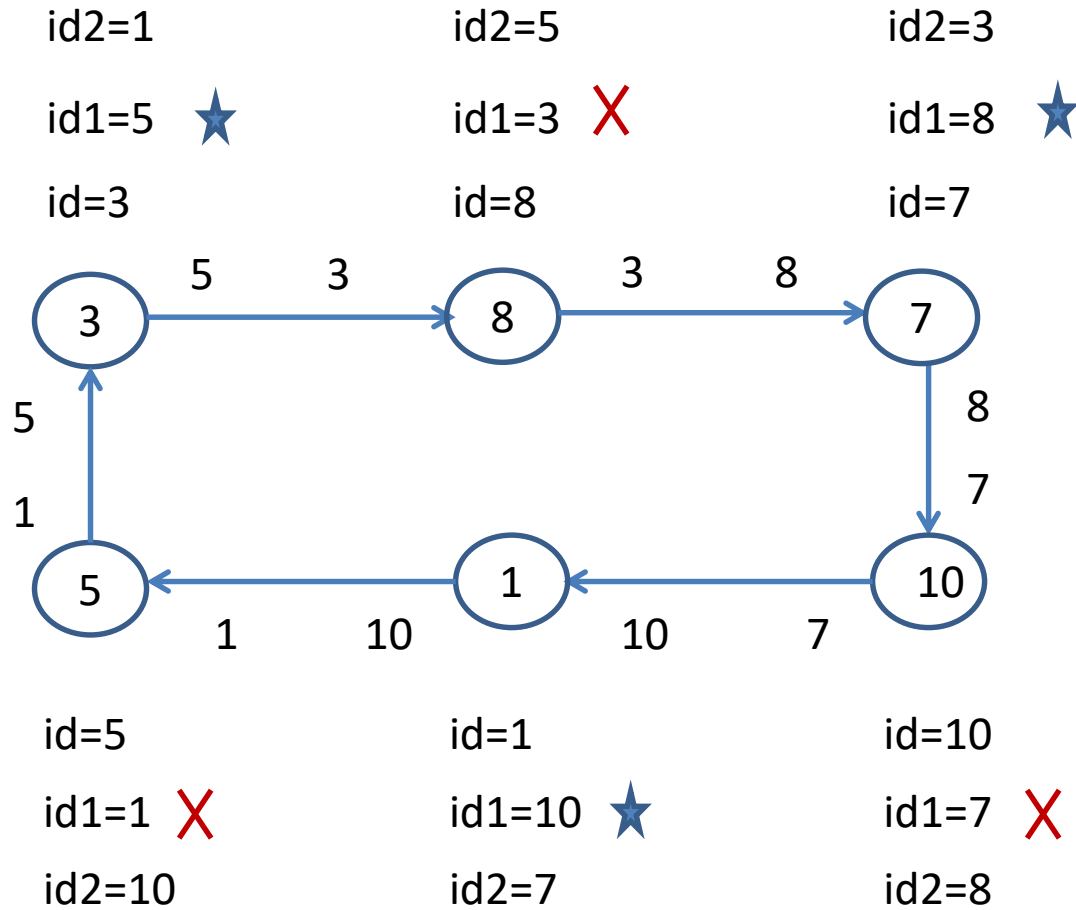 id2=1 id2=5 id2=3
id1=5 id1=3 id1=8
id=3 id=8 id=7
5 3 3 8
3 8 7
5 8
1 7
5 1 10
1 10 10 7
id=5 id=1 id=10
id1=1 id1=10 id1=7
id2=10 id2=7 id2=8